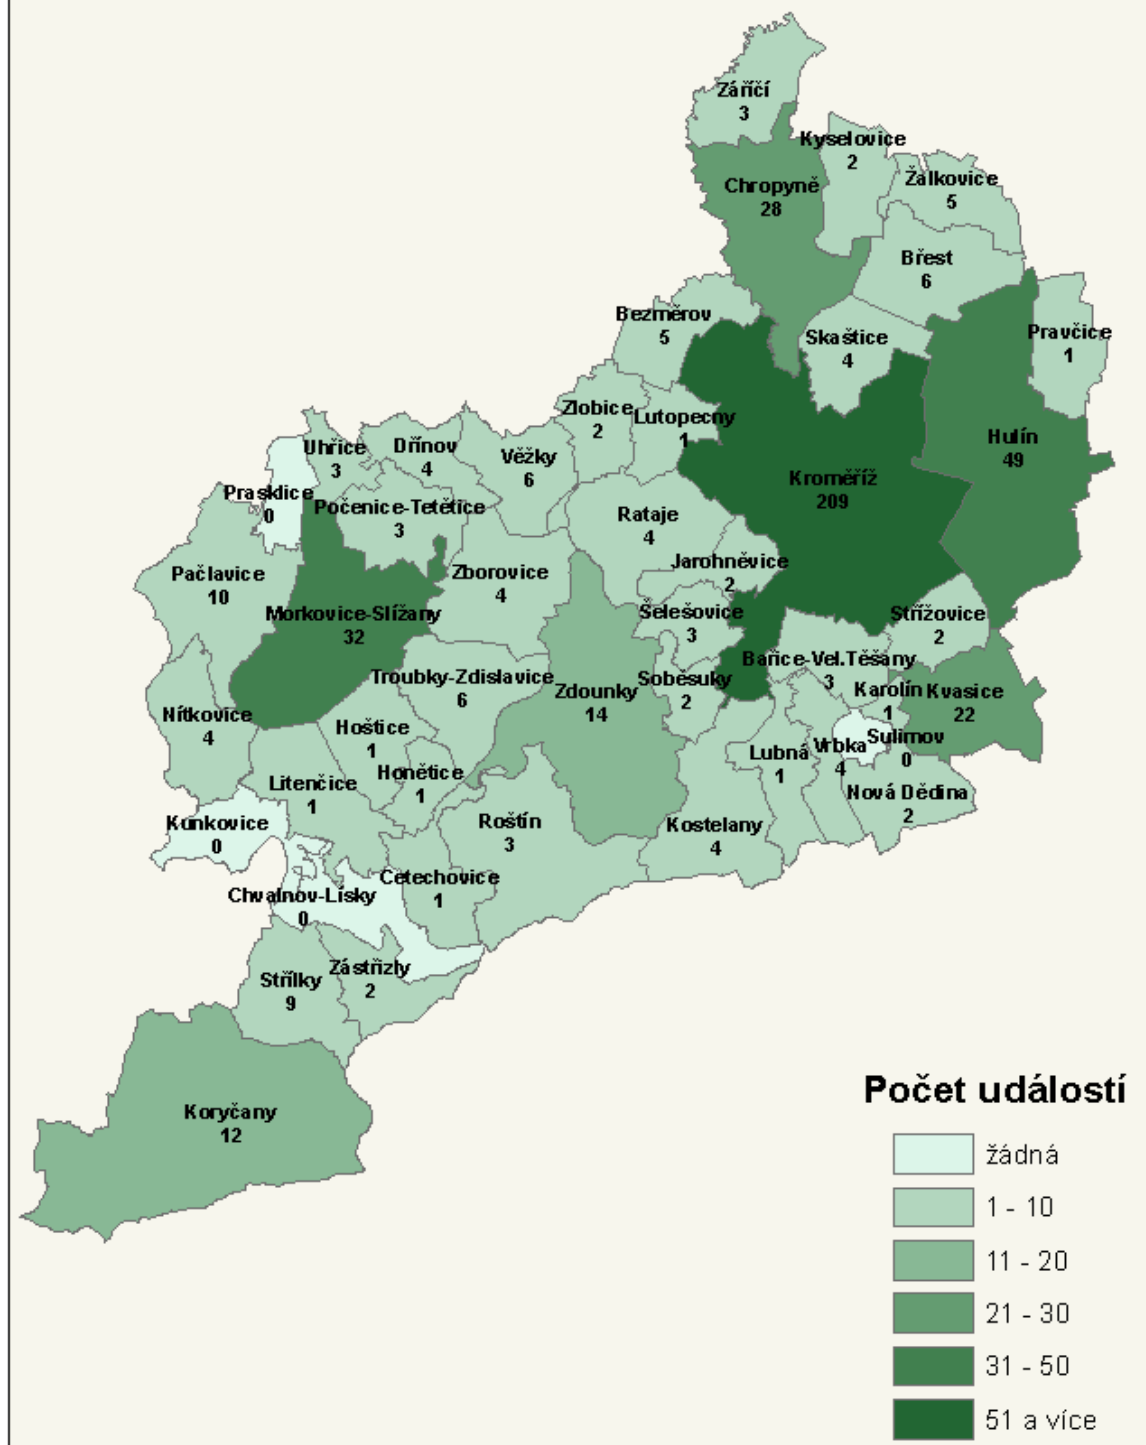 Záříčí
3
Kyselovice
2
Chropyně
28
Žalkovice
5
Břest
6
Bezměrov
5
Skaštice
4
Pravčice
1
Zlobice
2
Lutopecny
1
Hulín
49
Uhřice
3
Dřínov
4
Věžky
6
Kroměříž
209
Prasklice
0
Počenice-Tetětice
3
Rataje
4
Jarohněvice
2
Pačlavice
10
Zborovice
4
Morkovice-Slížany
32
Šelešovice
3
Střížovice
2
Bařice-Vel.Těšany
3
Troubky-Zdislavice
6
Zdounky
14
Soběsuky
2
Karolín
1
Kvasice
22
Nítkovice
4
Hoštice
1
Honětice
1
Lubná
1
Vrbka
4
Sulimov
0
Litenčice
1
Nová Dědina
2
Kunkovice
0
Roštín
3
Kostelany
4
Cetechovice
1
Chvalnov-Lísky
0
Střílky
9
Zástřizly
2
Koryčany
12
Počet událostí
žádná
1 - 10
11 - 20
21 - 30
31 - 50
51 a více